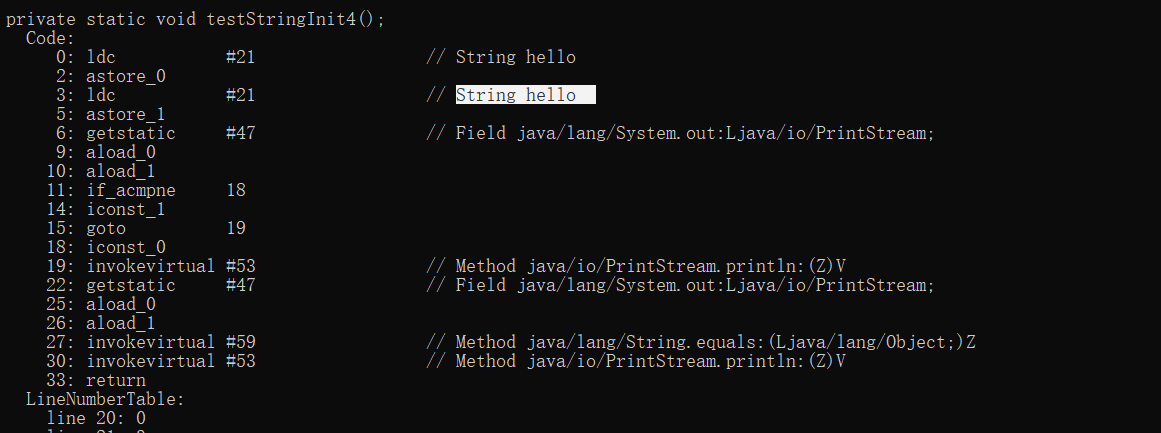 private static void testStringInit4();
Code:
0: ldc #21 // String hello
2: astore_0
3: ldc #21 // String hello
5: astore_1
6: getstatic #47 // Field java/lang/System.out:Ljava/io/PrintStream;
9: aload_0
10: aload_1
11: if_acmpne 18
14: iconst_1
15: goto 19
18: iconst_0
19: invokevirtual #53 // Method java/io/PrintStream.println:(Z)V
22: getstatic #47 // Field java/lang/System.out:Ljava/io/PrintStream;
25: aload_0
26: aload_1
27: invokevirtual #59 // Method java/lang/String.equals:(Ljava/lang/Object;)Z
30: invokevirtual #53 // Method java/io/PrintStream.println:(Z)V
33: return
LineNumberTable:
line 20: 0